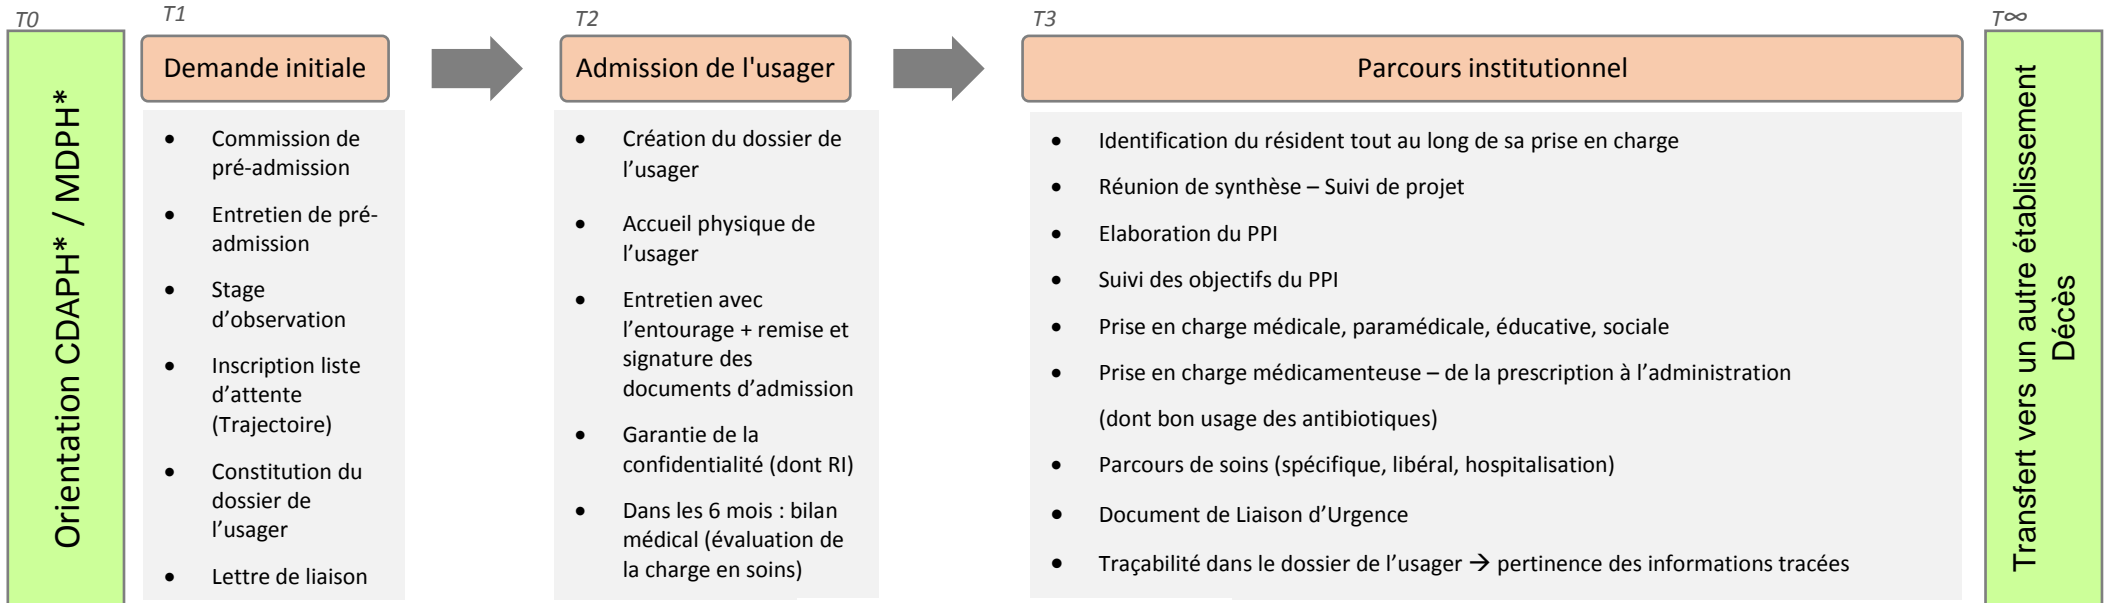 T0
Orientation CDAPH* / MDPH*
T1
Demande initiale
• Commission de
pré-admission
• Entretien de pré-
admission
• Stage
d’observation
• Inscription liste
d’attente
(Trajectoire)
• Constitution du
dossier de
l’usager
• Lettre de liaison
T2
Admission de l'usager
• Création du dossier de
l’usager
• Accueil physique de
l’usager
• Entretien avec
l’entourage + remise et
signature des
documents d’admission
• Garantie de la
confidentialité (dont RI)
• Dans les 6 mois : bilan
médical (évaluation de
la charge en soins)
T3
Parcours institutionnel
• Identification du résident tout au long de sa prise en charge
• Réunion de synthèse – Suivi de projet
• Elaboration du PPI
• Suivi des objectifs du PPI
• Prise en charge médicale, paramédicale, éducative, sociale
• Prise en charge médicamenteuse – de la prescription à l’administration
(dont bon usage des antibiotiques)
• Parcours de soins (spécifique, libéral, hospitalisation)
• Document de Liaison d’Urgence
• Traçabilité dans le dossier de l’usager → pertinence des informations tracées
T∞
Transfert vers un autre établissement
Décès